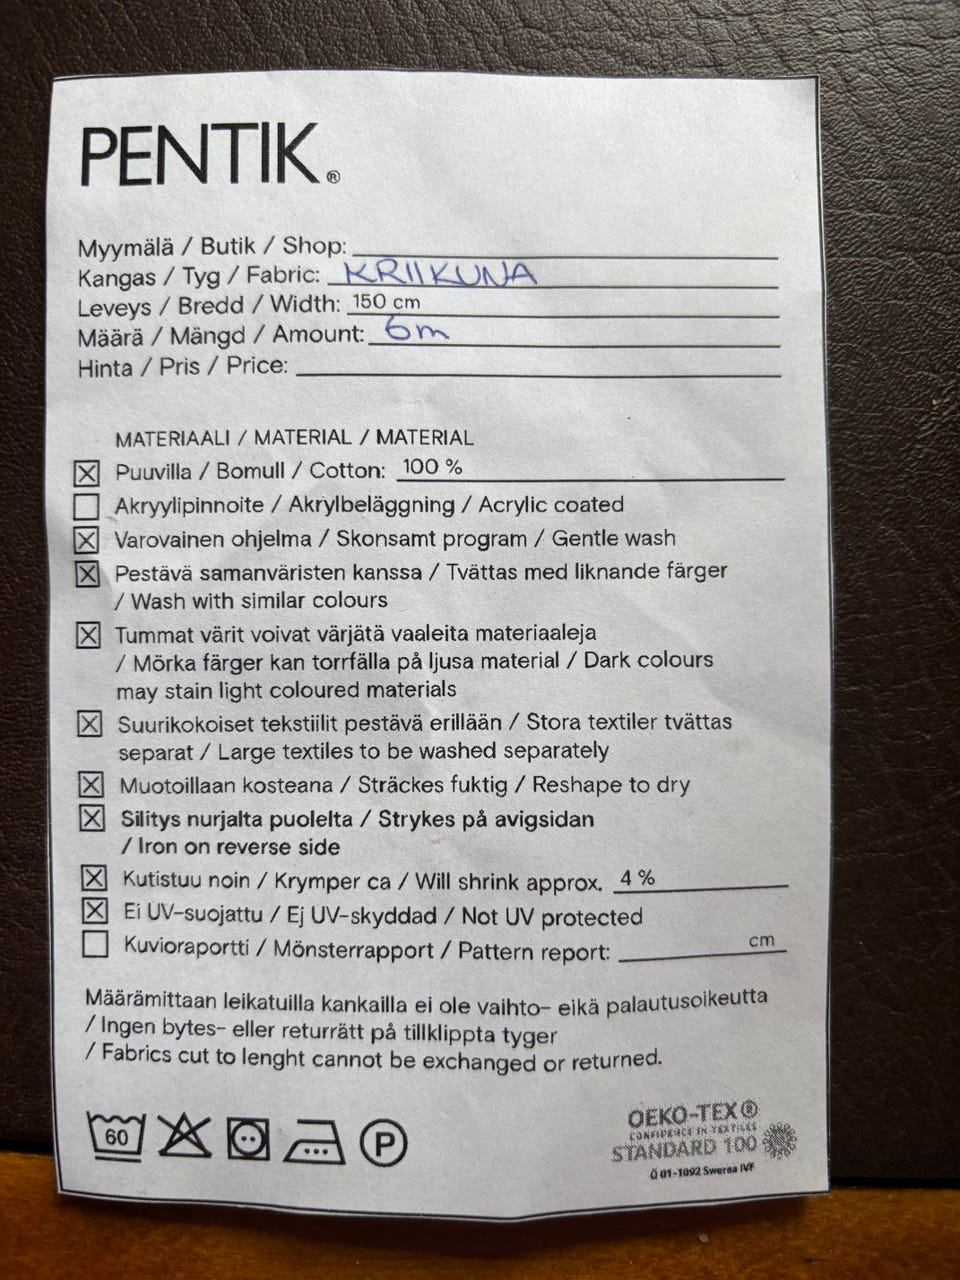 PENTIK®
Myymälä / Butik / Shop:
Kangas / Tyg / Fabric: KRIIKUNA
Leveys / Bredd / Width: 150 cm
Määrä / Mängd / Amount: 6m
Hinta / Pris / Price:
MATERIAALI / MATERIAL / MATERIAL
Puuvilla / Bomull / Cotton: 100 %
Akryylipinnoite / Akrylbeläggning / Acrylic coated
Varovainen ohjelma / Skonsamt program / Gentle wash
Pestävä samanväristen kanssa / Tvättas med liknande färger
/ Wash with similar colours
Tummat värit voivat värjätä vaaleita materiaaleja
/ Mörka färger kan torrfälla på ljusa material / Dark colours
may stain light coloured materials
Suurikokoiset tekstiilit pestävä erillään / Stora textiler tvättas
separat / Large textiles to be washed separately
Muotoillaan kosteana / Sträckes fuktig / Reshape to dry
Silitys nurjalta puolelta / Strykes på avigsidan
/ Iron on reverse side
Kutistuu noin / Krymper ca / Will shrink approx. 4 %
Ei UV-suojattu / Ej UV-skyddad / Not UV protected
Kuvioraportti / Mönsterrapport / Pattern report: cm
Määrämittaan leikatuilla kankailla ei ole vaihto- eikä palautusoikeutta
/ Ingen bytes- eller returrätt på tillklippta tyger
/ Fabrics cut to lenght cannot be exchanged or returned.
60
P
OEKO-TEX®
CONFIDENCE IN TEXTILES
STANDARD 100
Ö 01-1092 Swerea IVF